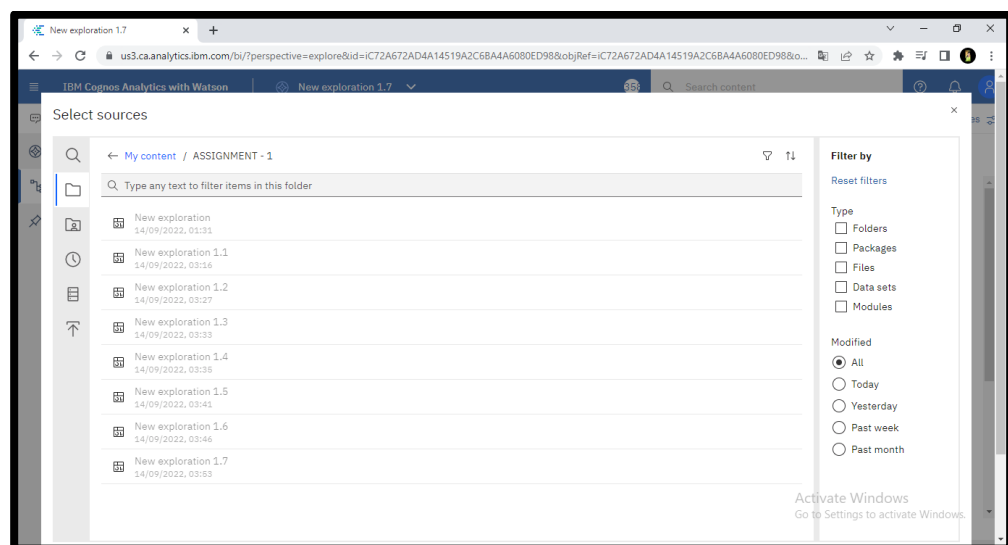 New exploration 1.7
us3.ca.analytics.ibm.com/bi/?perspective=explore&id=iC72A672AD4A14519A2C6BA4A6080ED98&objRef=iC72A672AD4A14519A2C6BA4A6080ED98&o...
IBM Cognos Analytics with Watson
New exploration 1.7
Search content
Select sources
My content / ASSIGNMENT - 1
Type any text to filter items in this folder
New exploration
14/09/2022, 01:31
New exploration 1.1
14/09/2022, 03:16
New exploration 1.2
14/09/2022, 03:27
New exploration 1.3
14/09/2022, 03:33
New exploration 1.4
14/09/2022, 03:35
New exploration 1.5
14/09/2022, 03:41
New exploration 1.6
14/09/2022, 03:46
New exploration 1.7
14/09/2022, 03:53
Filter by
Reset filters
Type
Folders
Packages
Files
Data sets
Modules
Modified
All
Today
Yesterday
Past week
Past month
Activate Windows
Go to Settings to activate Windows.